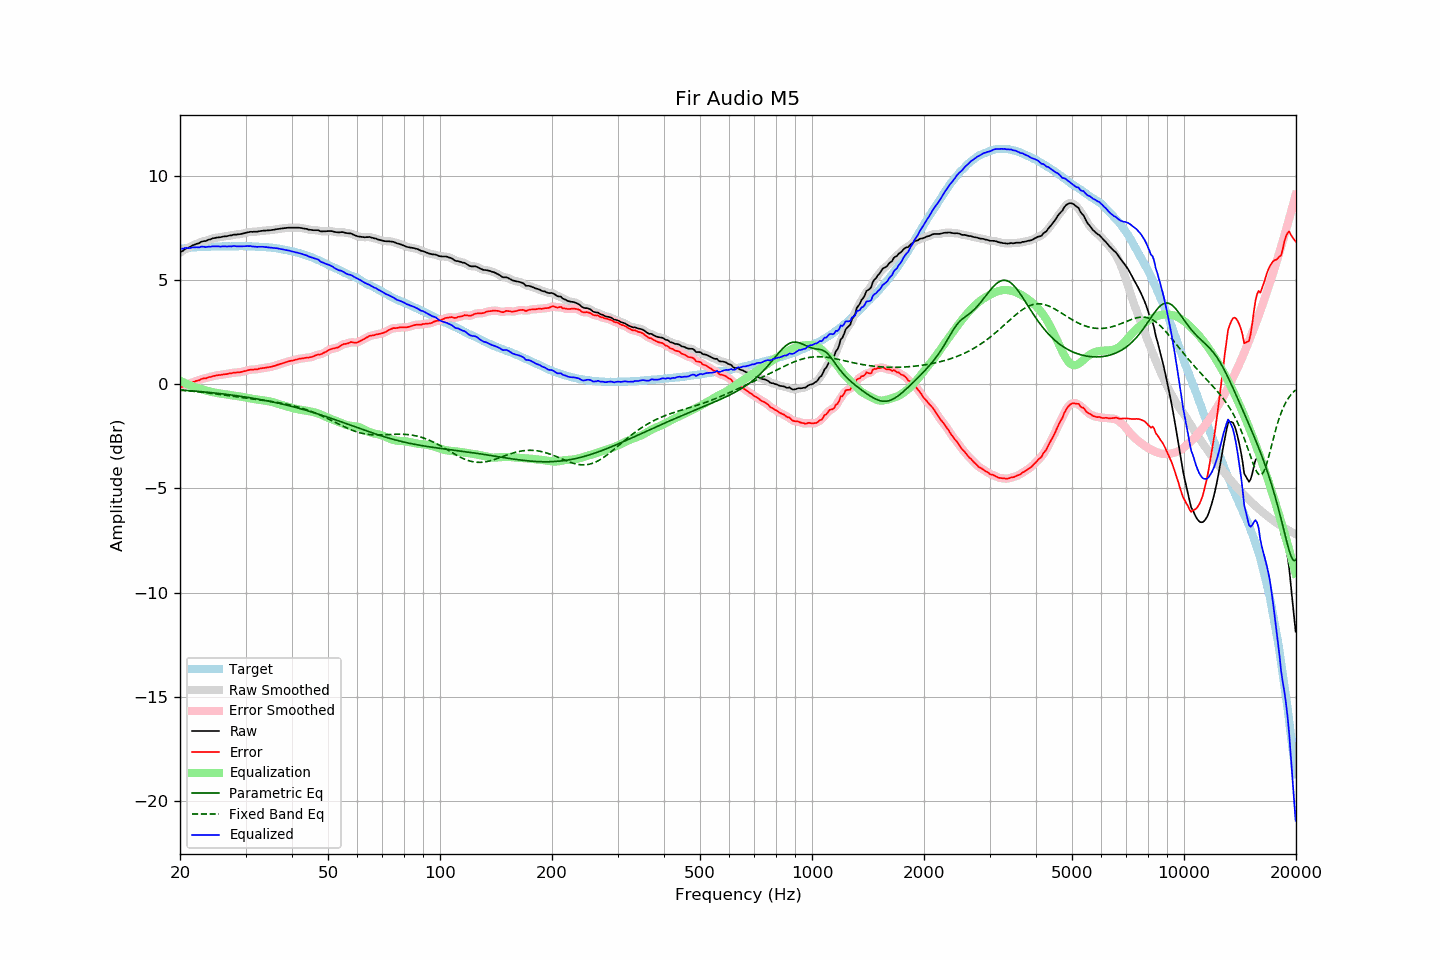 Fir Audio M5
Amplitude (dBr)
10
5
0
−5
−10
−15
−20
Target
Raw Smoothed
Error Smoothed
Raw
Error
Equalization
Parametric Eq
Fixed Band Eq
Equalized
20 50 100 200 500 1000 2000 5000 10000 20000
Frequency (Hz)